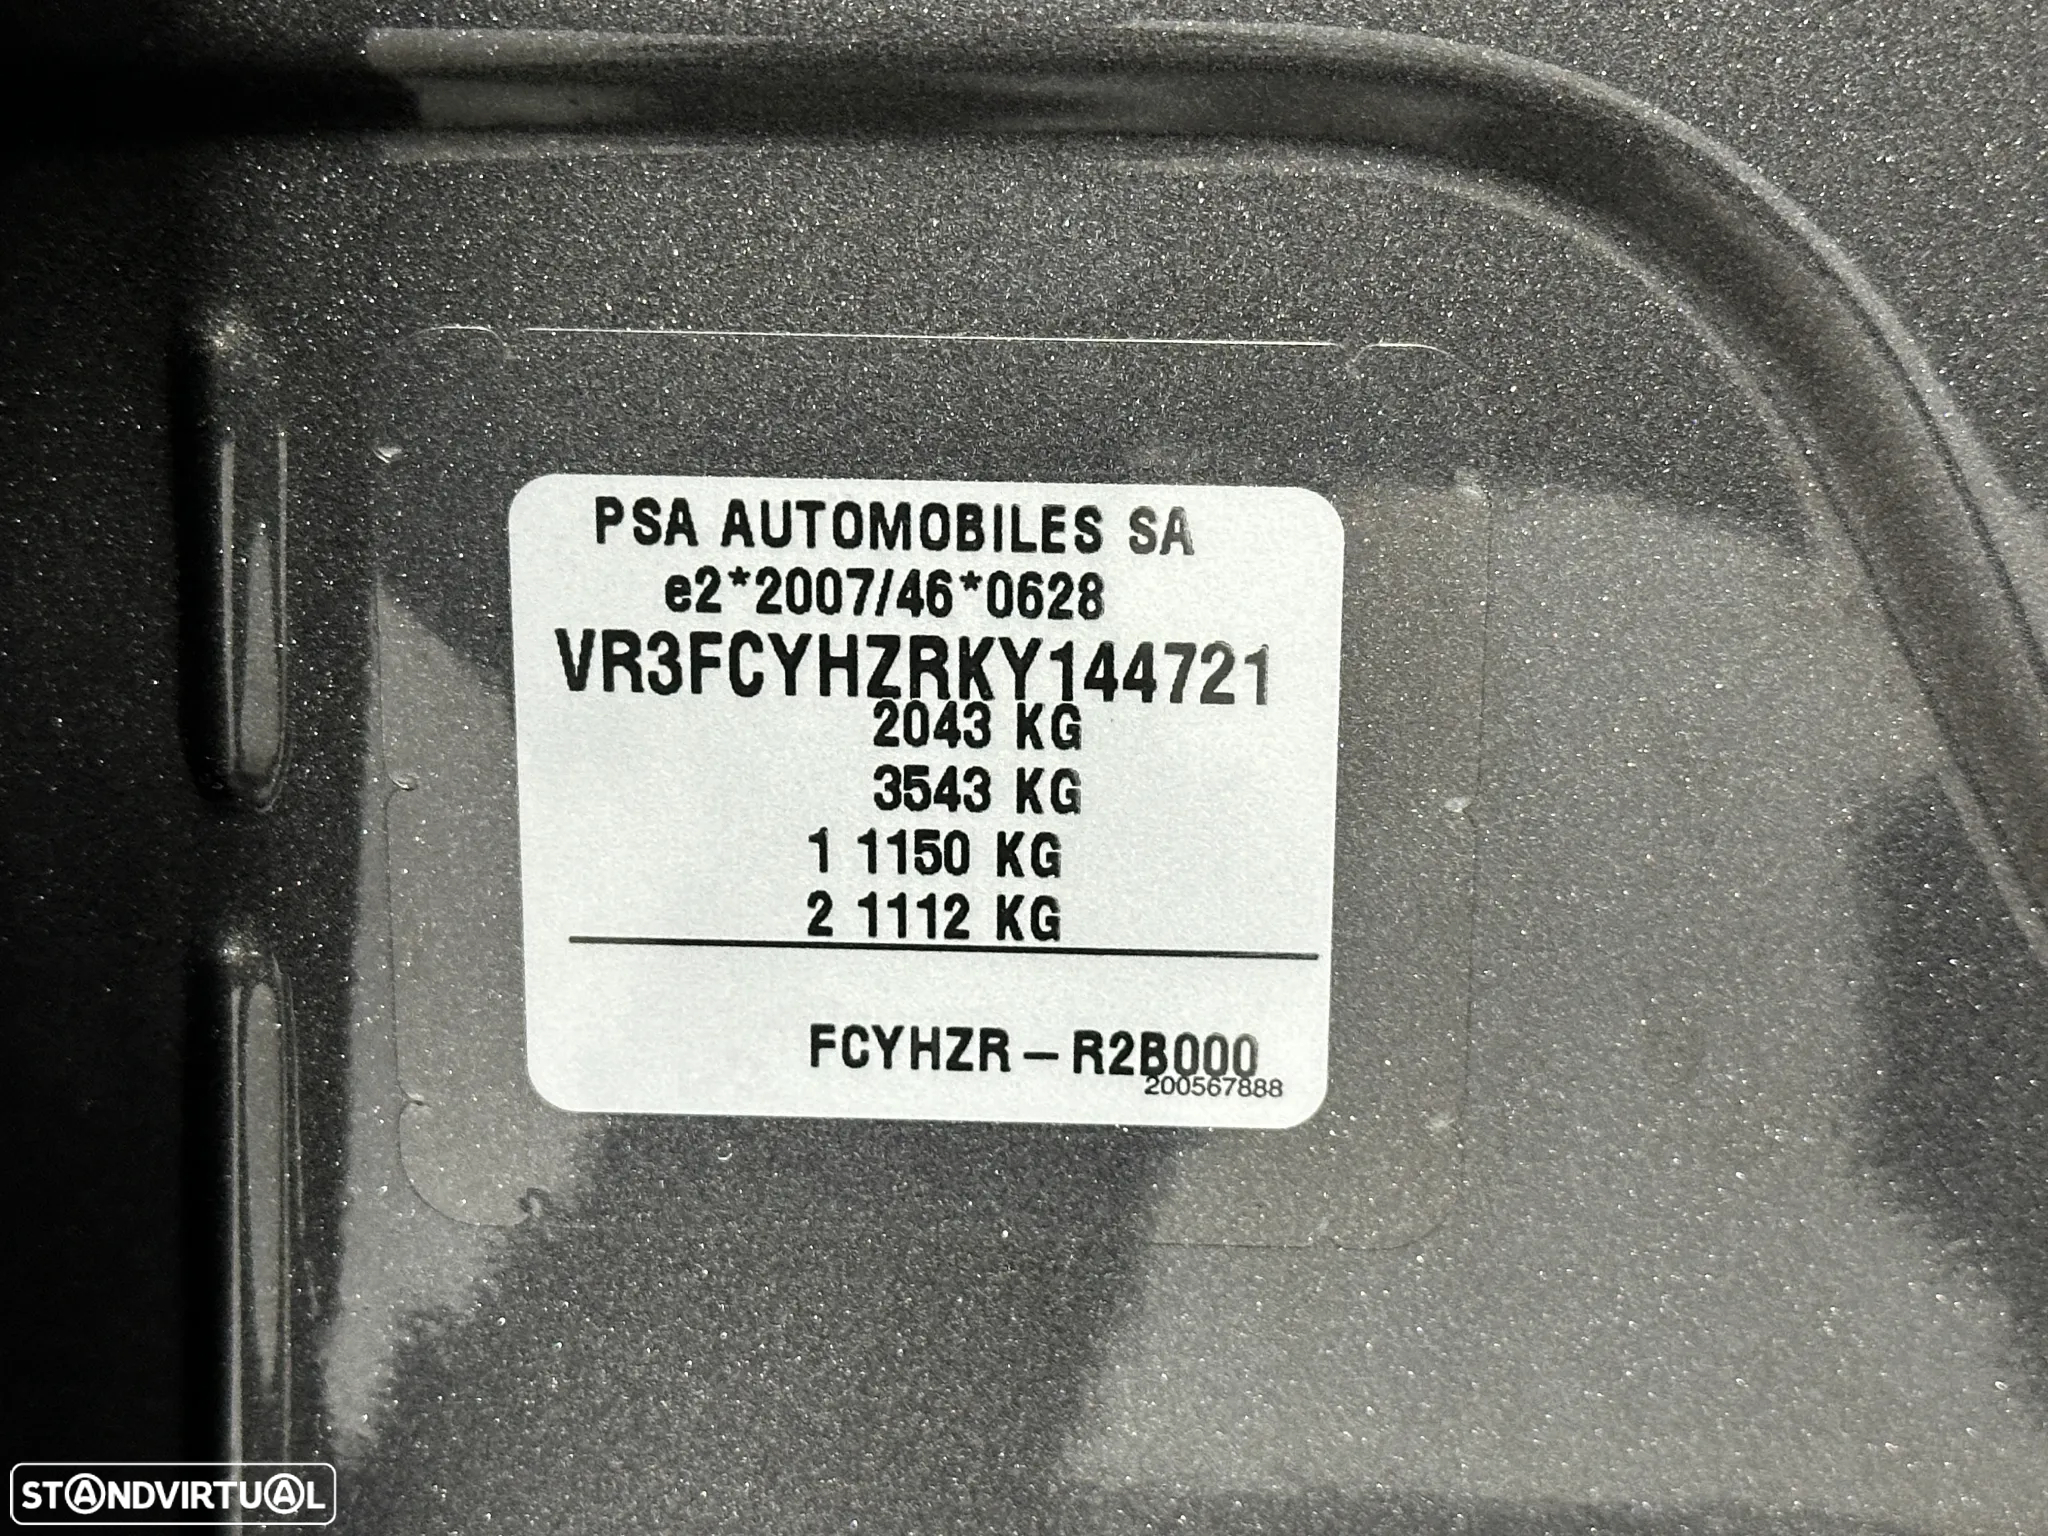 PSA AUTOMOBILES SA
e2*2007/46*0628
VR3FCYHZRKY144721
2043 KG
3543 KG
1 1150 KG
2 1112 KG
FCYHZR – R2B000
200567888
STANDVIRTUAL